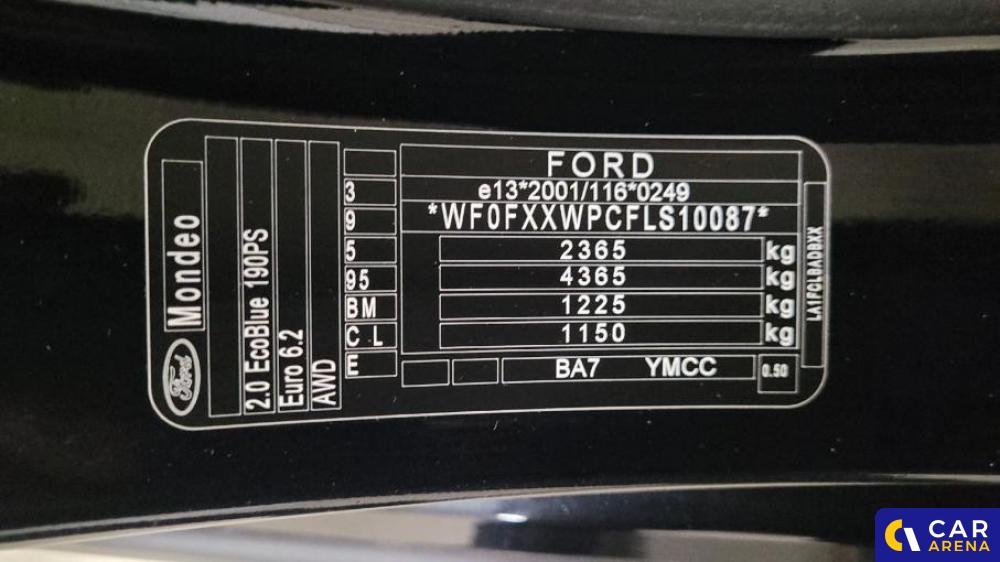 FORD
e13*2001/116*0249
*WF0FXXWPCFLS10087*
2365 kg
4365 kg
1225 kg
1150 kg
BA7 YMCC 0.50
3
9
5
95
BM
C L
E
Ford Mondeo
2.0 EcoBlue 190PS
Euro 6.2
AWD
LA1FCLBADBXX
CAR
ARENA